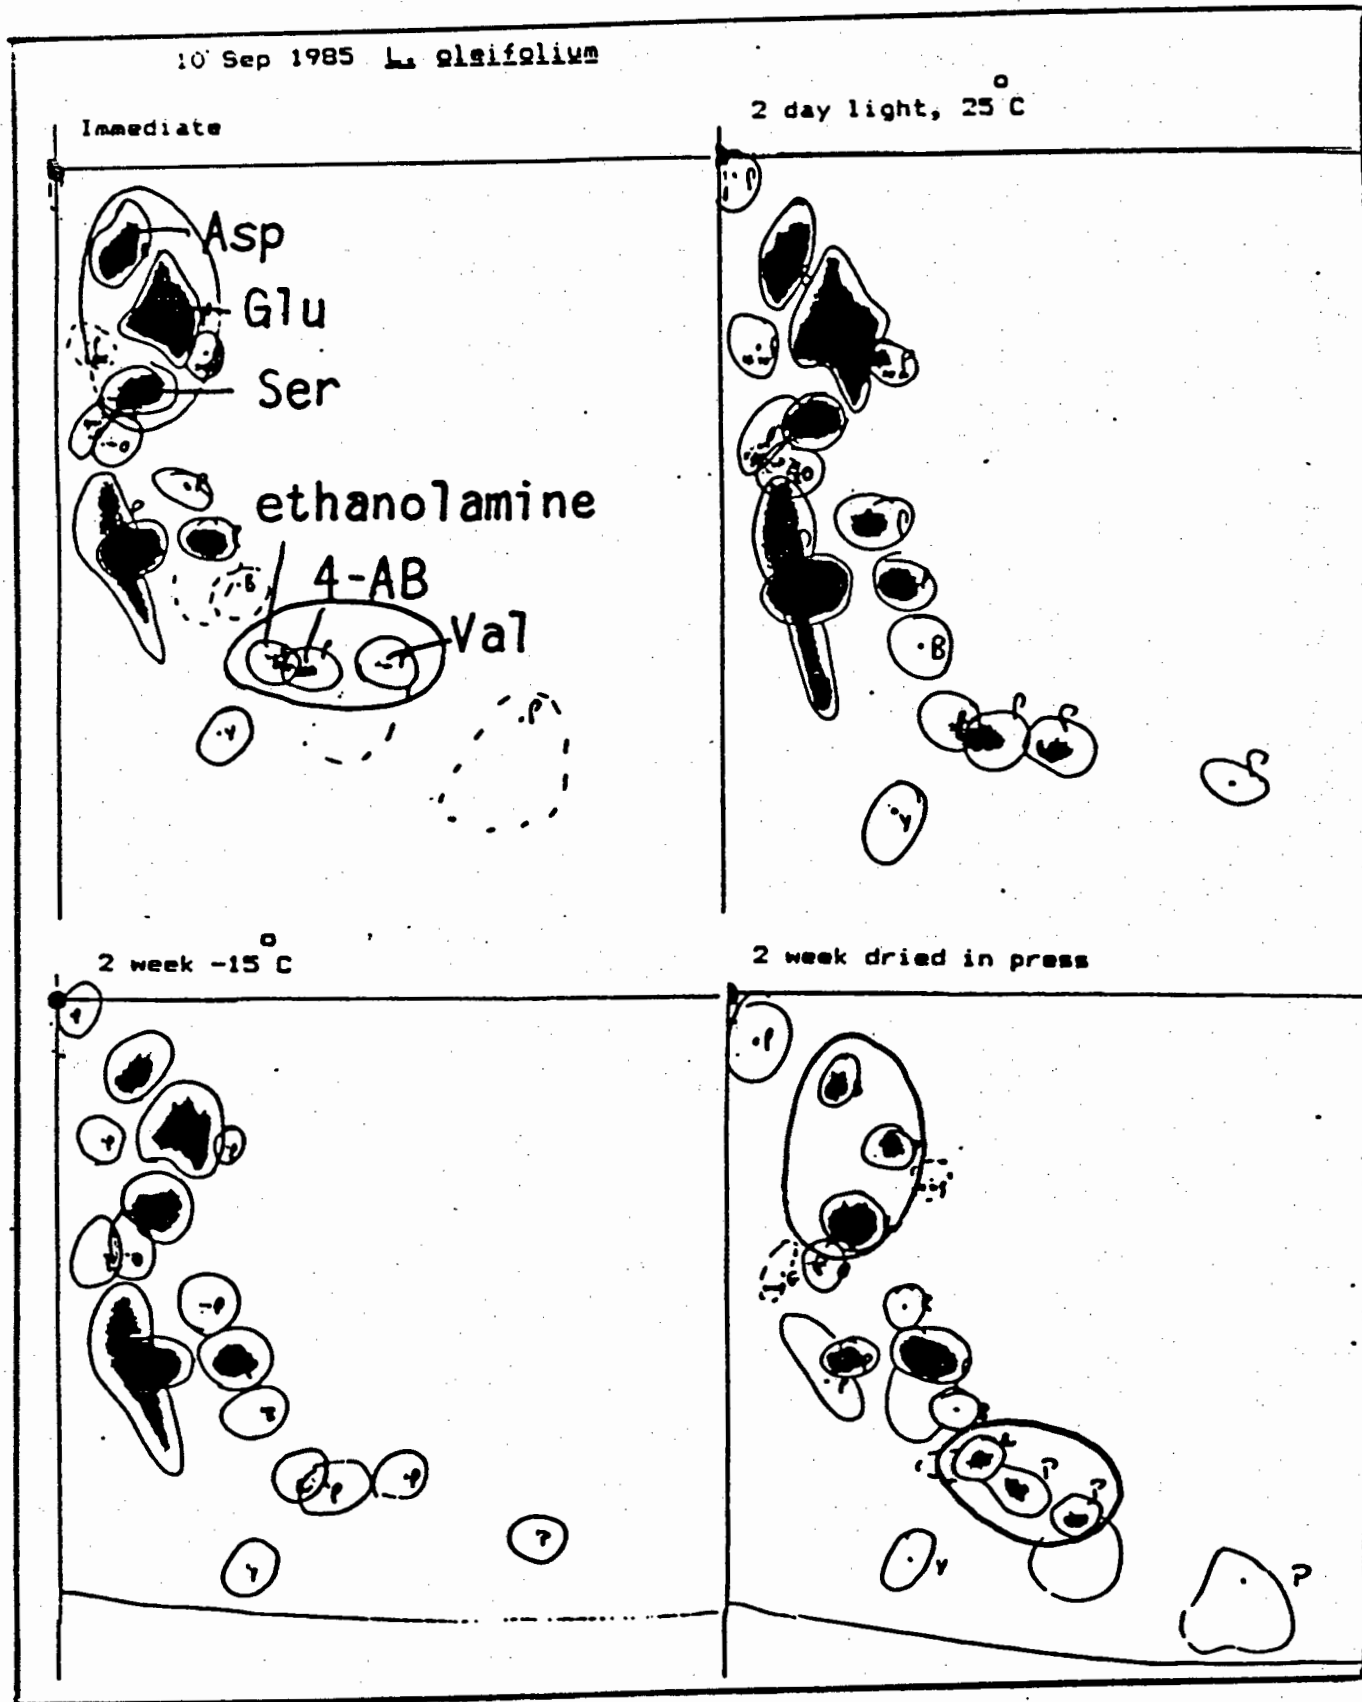 10 Sep 1985 L. oleifolium
Immediate
2 day light, 25°C
Asp
Glu
Ser
ethanolamine
4-AB
Val
B
B
y
P
B
y
2 week -15°C
2 week dried in press
P
P
P
P
P
P
?
y
P
P
P
?
y